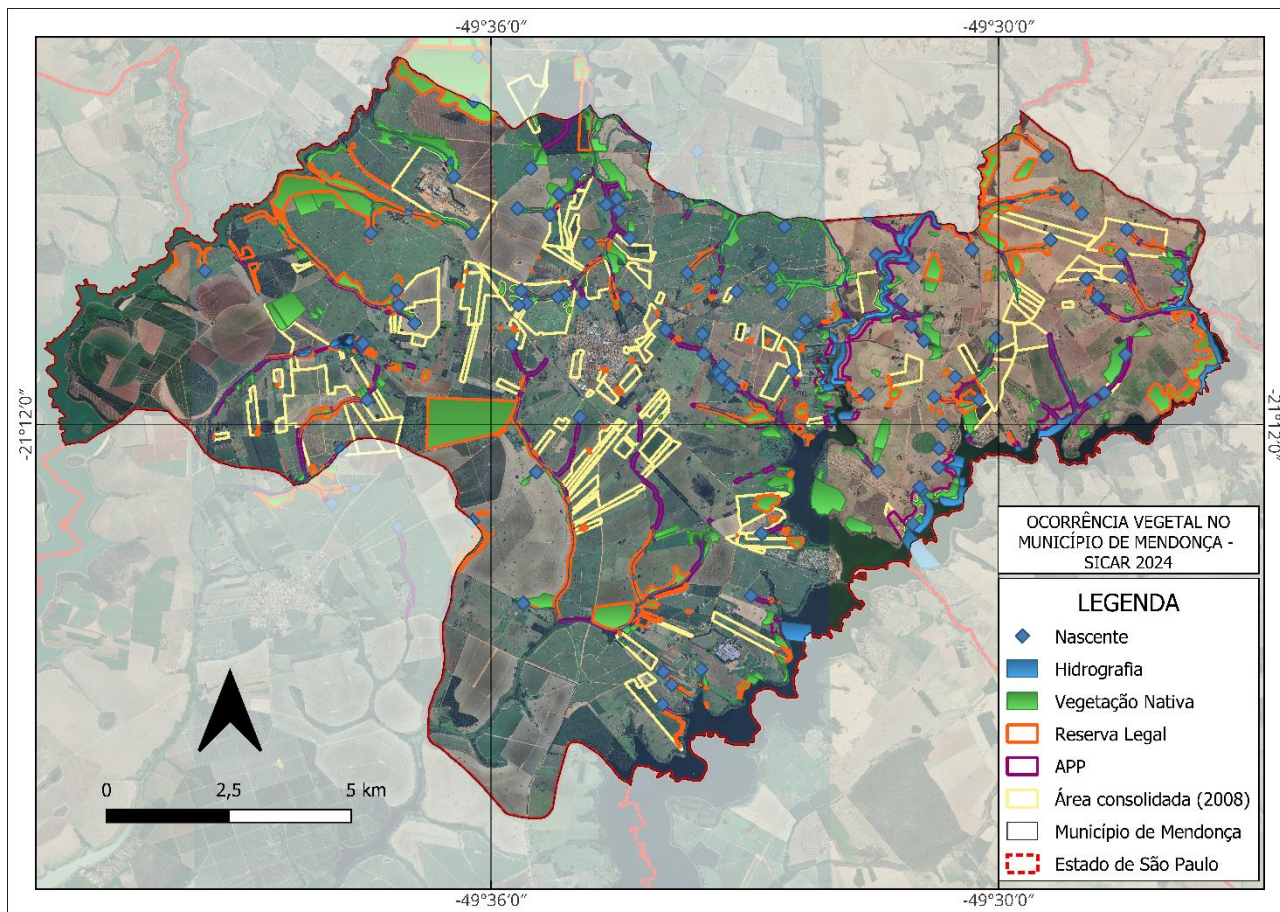 -49°36′0″
-49°30′0″
-21°12′0″
-21°12′0″
OCORRÊNCIA VEGETAL NO
MUNICÍPIO DE MENDONÇA -
SICAR 2024
LEGENDA
Nascente
Hidrografia
Vegetação Nativa
Reserva Legal
APP
Área consolidada (2008)
Município de Mendonça
Estado de São Paulo
0 2,5 5 km
-49°36′0″
-49°30′0″